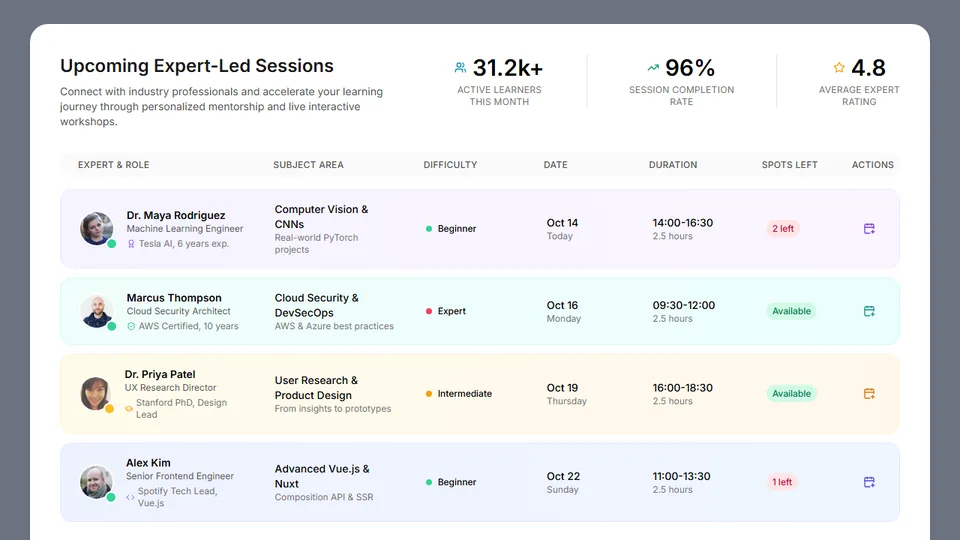 Upcoming Expert-Led Sessions
Connect with industry professionals and accelerate your learning
journey through personalized mentorship and live interactive
workshops.
31.2k+
ACTIVE LEARNERS
THIS MONTH
96%
SESSION COMPLETION
RATE
4.8
AVERAGE EXPERT
RATING
EXPERT & ROLE
SUBJECT AREA
DIFFICULTY
DATE
DURATION
SPOTS LEFT
ACTIONS
Dr. Maya Rodriguez
Machine Learning Engineer
Tesla AI, 6 years exp.
Computer Vision &
CNNs
Real-world PyTorch
projects
Beginner
Oct 14
Today
14:00-16:30
2.5 hours
2 left
Marcus Thompson
Cloud Security Architect
AWS Certified, 10 years
Cloud Security &
DevSecOps
AWS & Azure best practices
Expert
Oct 16
Monday
09:30-12:00
2.5 hours
Available
Dr. Priya Patel
UX Research Director
Stanford PhD, Design
Lead
User Research &
Product Design
From insights to prototypes
Intermediate
Oct 19
Thursday
16:00-18:30
2.5 hours
Available
Alex Kim
Senior Frontend Engineer
Spotify Tech Lead,
Vue.js
Advanced Vue.js &
Nuxt
Composition API & SSR
Beginner
Oct 22
Sunday
11:00-13:30
2.5 hours
1 left